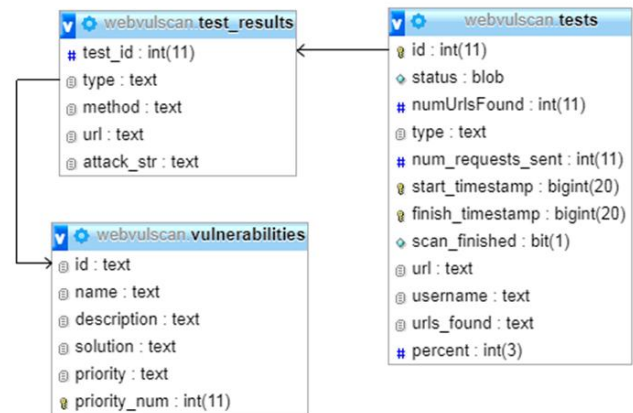 v webvulscan.test_results
# test_id : int(11)
type : text
method : text
url : text
attack_str : text
v webvulscan.vulnerabilities
id : text
name : text
description : text
solution : text
priority : text
priority_num : int(11)
v webvulscan.tests
id : int(11)
status : blob
# numUrlsFound : int(11)
type : text
# num_requests_sent : int(11)
start_timestamp : bigint(20)
finish_timestamp : bigint(20)
scan_finished : bit(1)
url : text
username : text
urls_found : text
# percent : int(3)